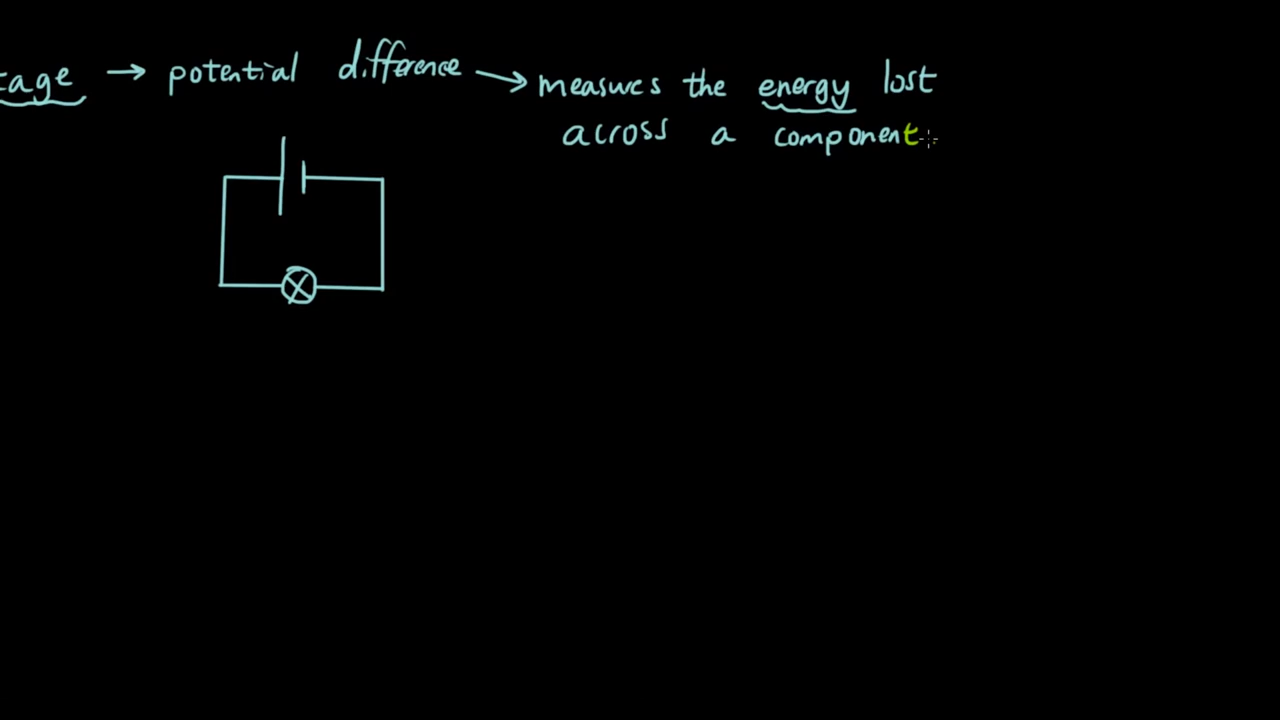 tage → potential difference → measures the energy lost
across a component